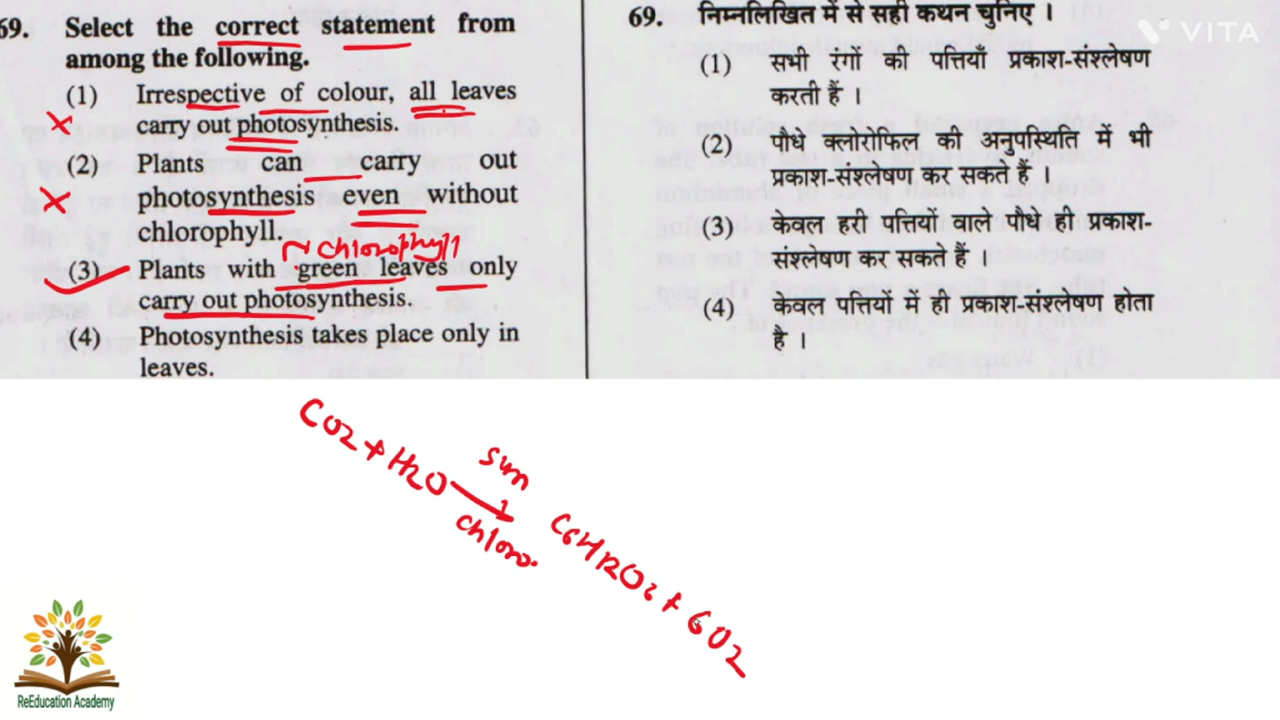 69. Select the correct statement from
among the following.
(1) Irrespective of colour, all leaves
carry out photosynthesis.
(2) Plants can carry out
photosynthesis even without
chlorophyll.
~ chlorophyll
(3) Plants with green leaves only
carry out photosynthesis.
(4) Photosynthesis takes place only in
leaves.
69. निम्नलिखित में से सही कथन चुनिए ।
(1) सभी रंगों की पत्तियाँ प्रकाश-संश्लेषण
करती हैं ।
(2) पौधे क्लोरोफिल की अनुपस्थिति में भी
प्रकाश-संश्लेषण कर सकते हैं ।
(3) केवल हरी पत्तियों वाले पौधे ही प्रकाश-
संश्लेषण कर सकते हैं
(4) केवल पत्तियों में ही प्रकाश-संश्लेषण होता
है ।
VITA
CO2 + H2O
sun
chloro.
C6H12O6 + 6O2
ReEducation Academy